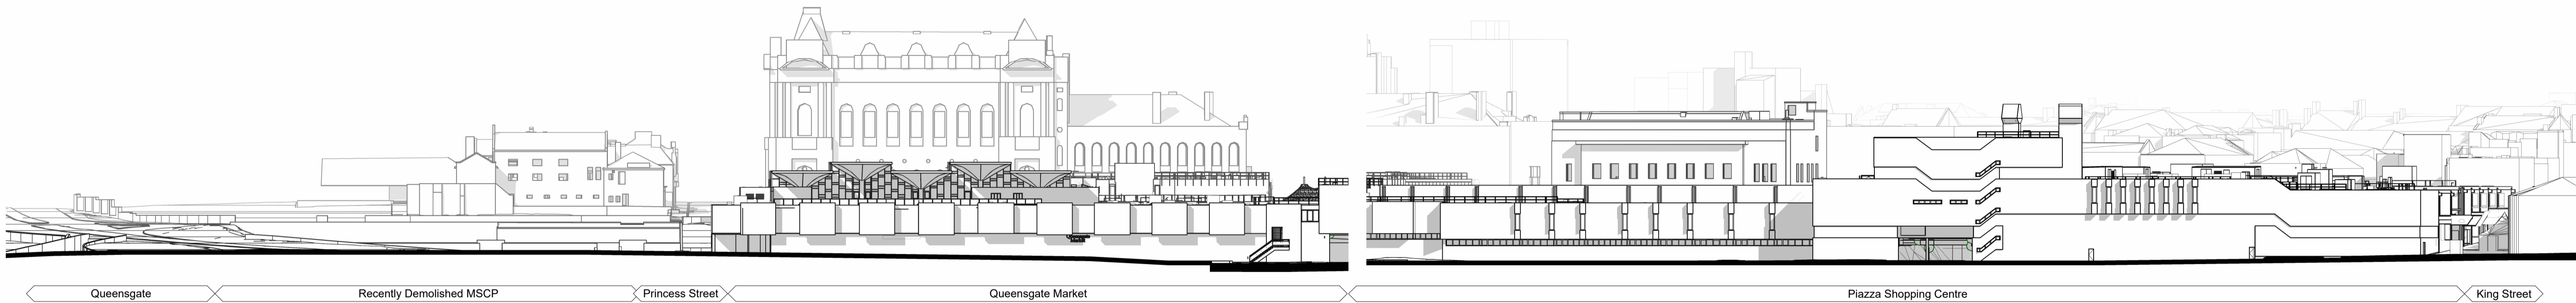 Queensgate
Recently Demolished MSCP
Princess Street
Queensgate Market
Piazza Shopping Centre
King Street